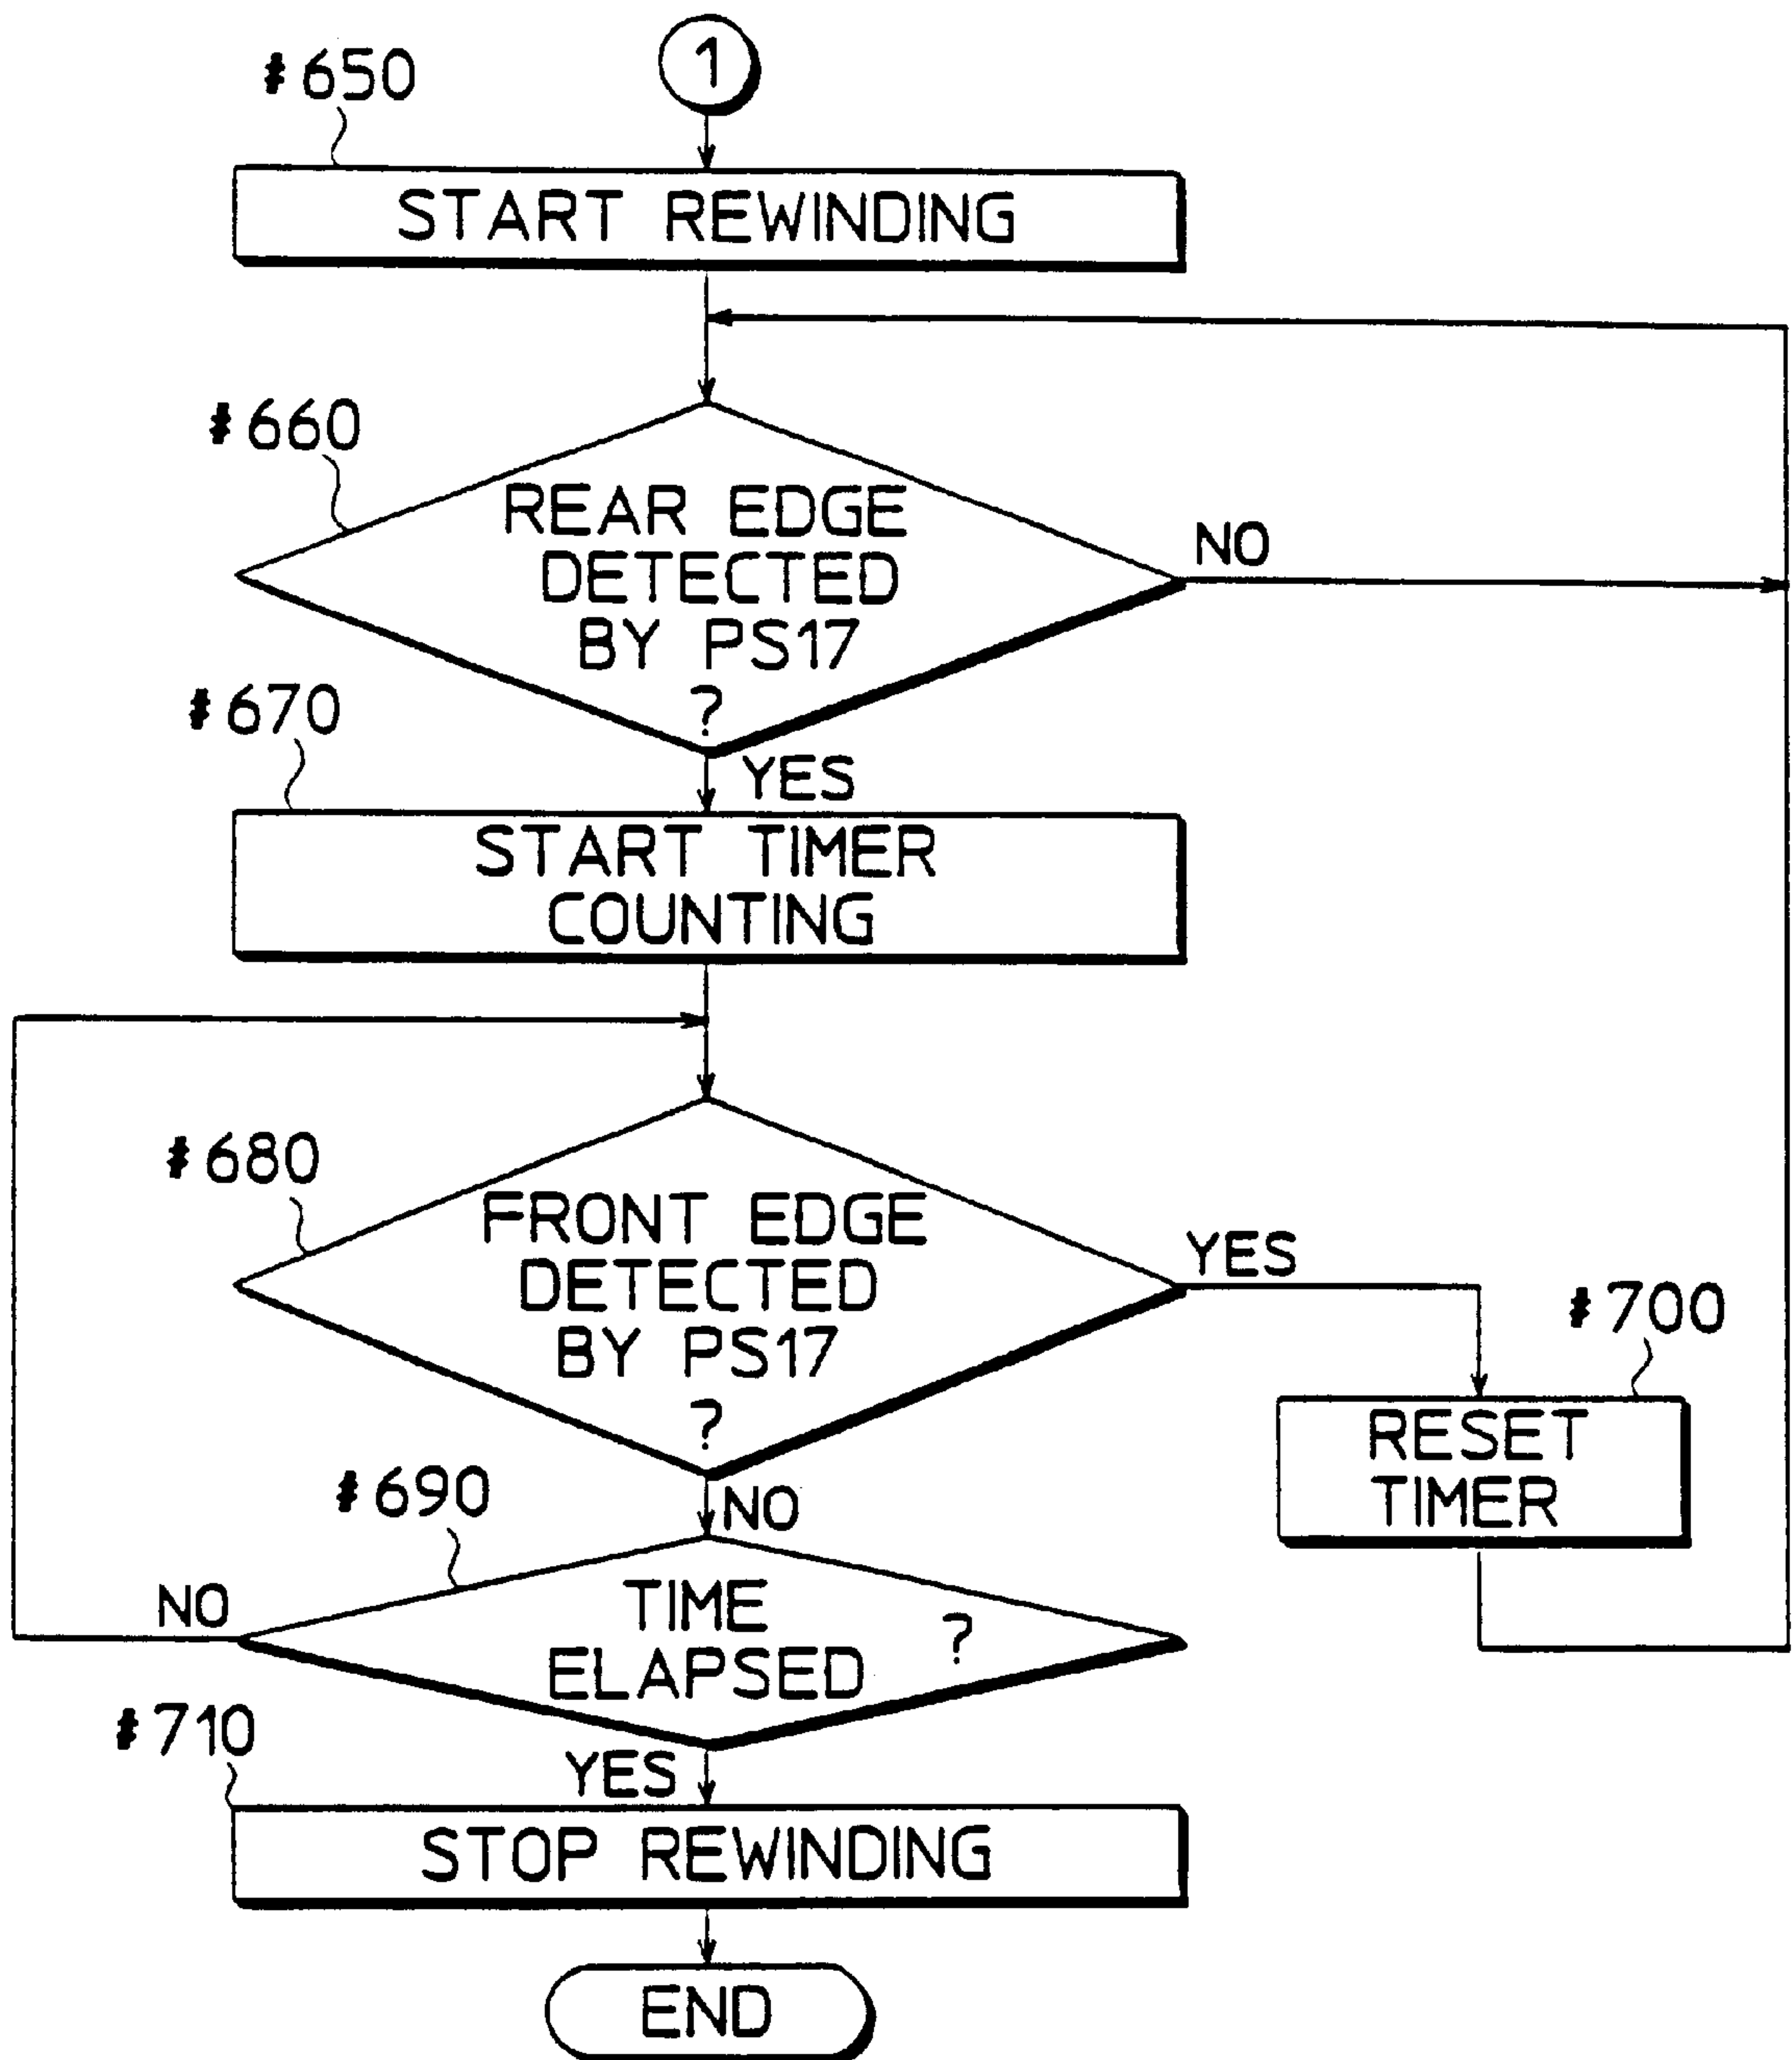 1
#650
START REWINDING
#660
REAR EDGE
DETECTED
BY PS17
?
NO
#670
YES
START TIMER
COUNTING
#680
FRONT EDGE
DETECTED
BY PS17
?
YES
#700
RESET
TIMER
#690
NO
NO
TIME
ELAPSED ?
#710
YES
STOP REWINDING
END